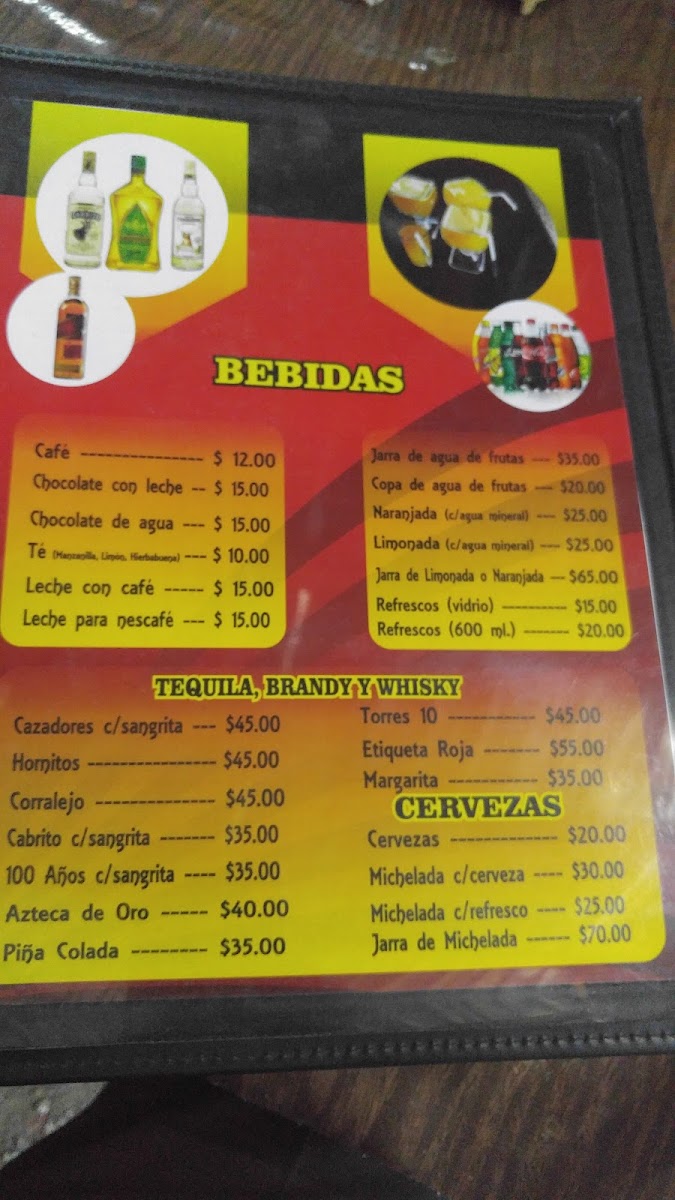 BEBIDAS
Café ---------------- $ 12.00
Chocolate con leche -- $ 15.00
Chocolate de agua --- $ 15.00
Té (Manzanilla, Limón, Hierbabuena) --- $ 10.00
Leche con café ----- $ 15.00
Leche para nescafé --- $ 15.00
Jarra de agua de frutas --- $35.00
Copa de agua de frutas --- $20.00
Naranjada (c/agua mineral) --- $25.00
Limonada (c/agua mineral) --- $25.00
Jarra de Limonada o Naranjada -- $65.00
Refrescos (vidrio) ---------- $15.00
Refrescos (600 ml.) ------- $20.00
TEQUILA, BRANDY Y WHISKY
Cazadores c/sangrita --- $45.00
Hornitos ---------------- $45.00
Corralejo --------------- $45.00
Cabrito c/sangrita ------- $35.00
100 Años c/sangrita ---- $35.00
Azteca de Oro ----- $40.00
Piña Colada -------- $35.00
Torres 10 ----------- $45.00
Etiqueta Roja ------- $55.00
Margarita ----------- $35.00
CERVEZAS
Cervezas ------------- $20.00
Michelada c/cerveza ---- $30.00
Michelada c/refresco ---- $25.00
Jarra de Michelada ------ $70.00